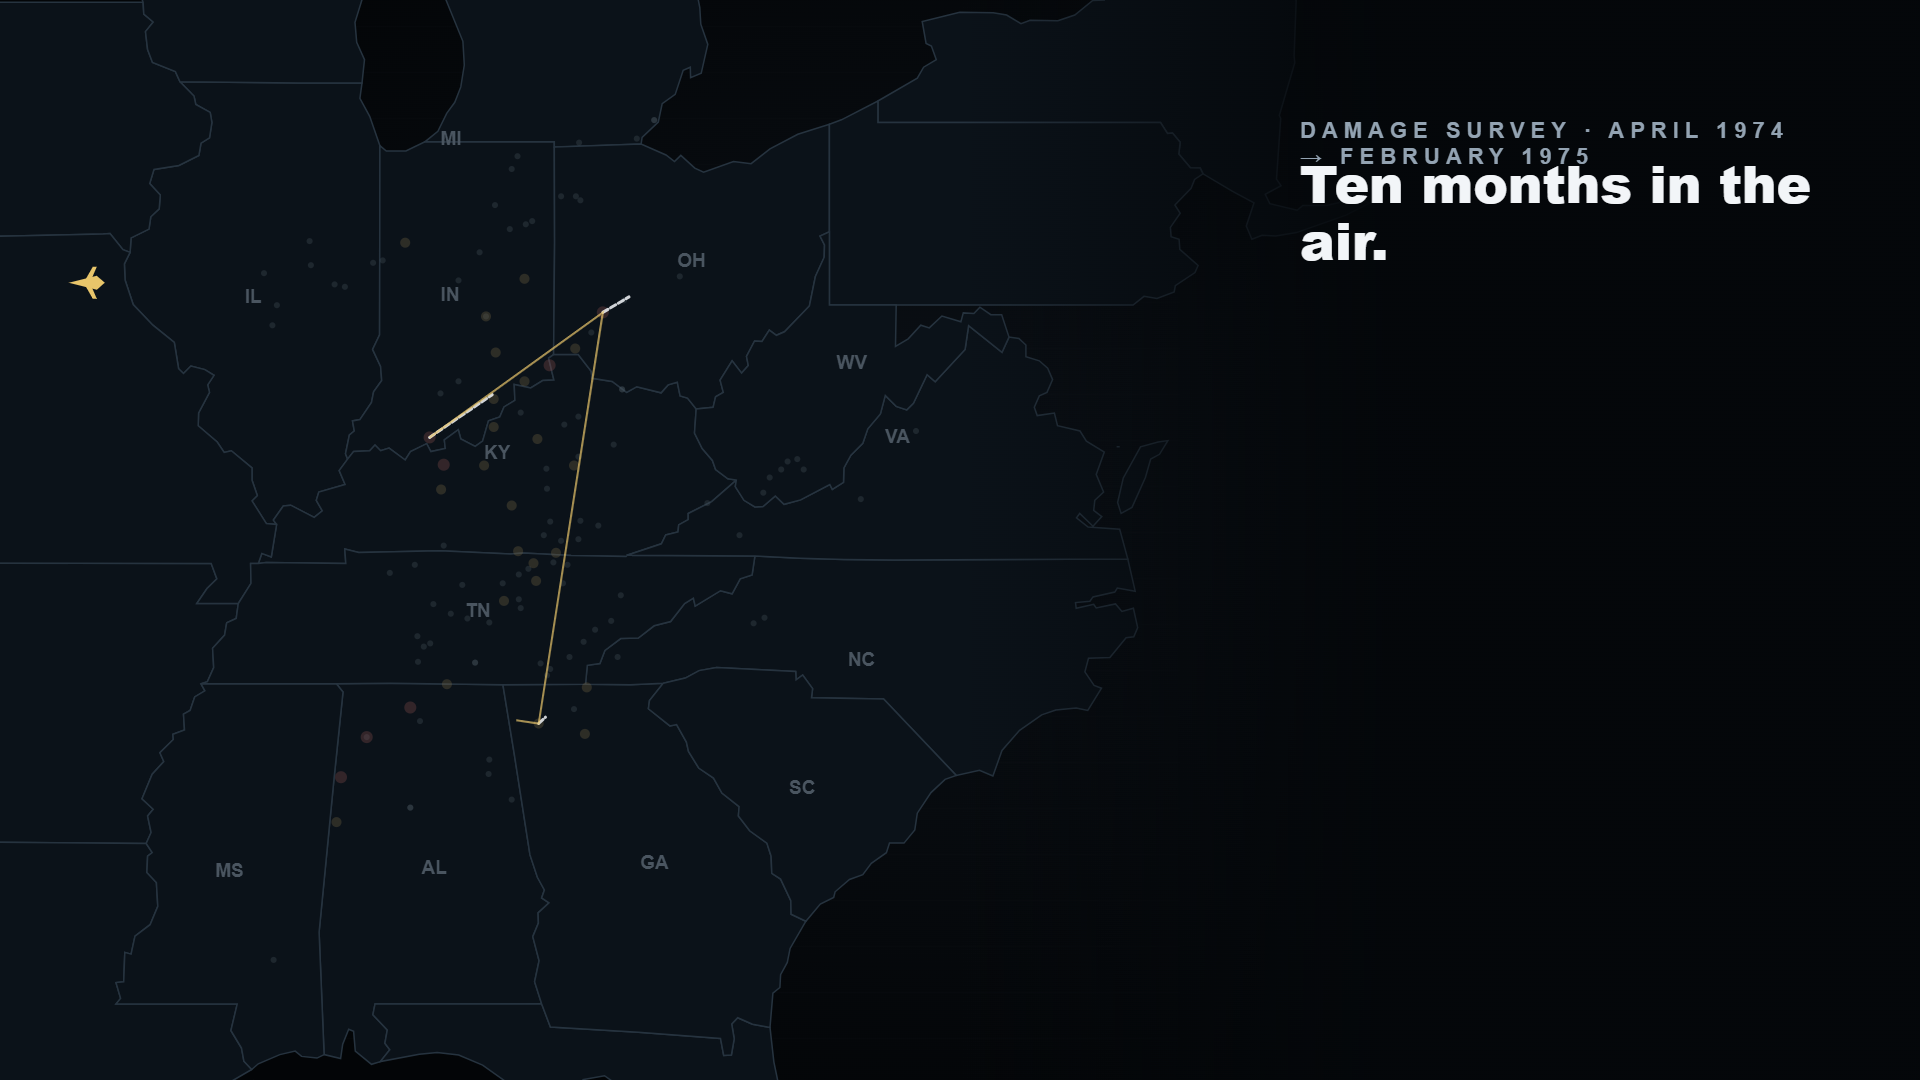 DAMAGE SURVEY · APRIL 1974
→ FEBRUARY 1975
Ten months in the
air.
MI
OH
IL
IN
WV
VA
KY
TN
NC
SC
GA
AL
MS